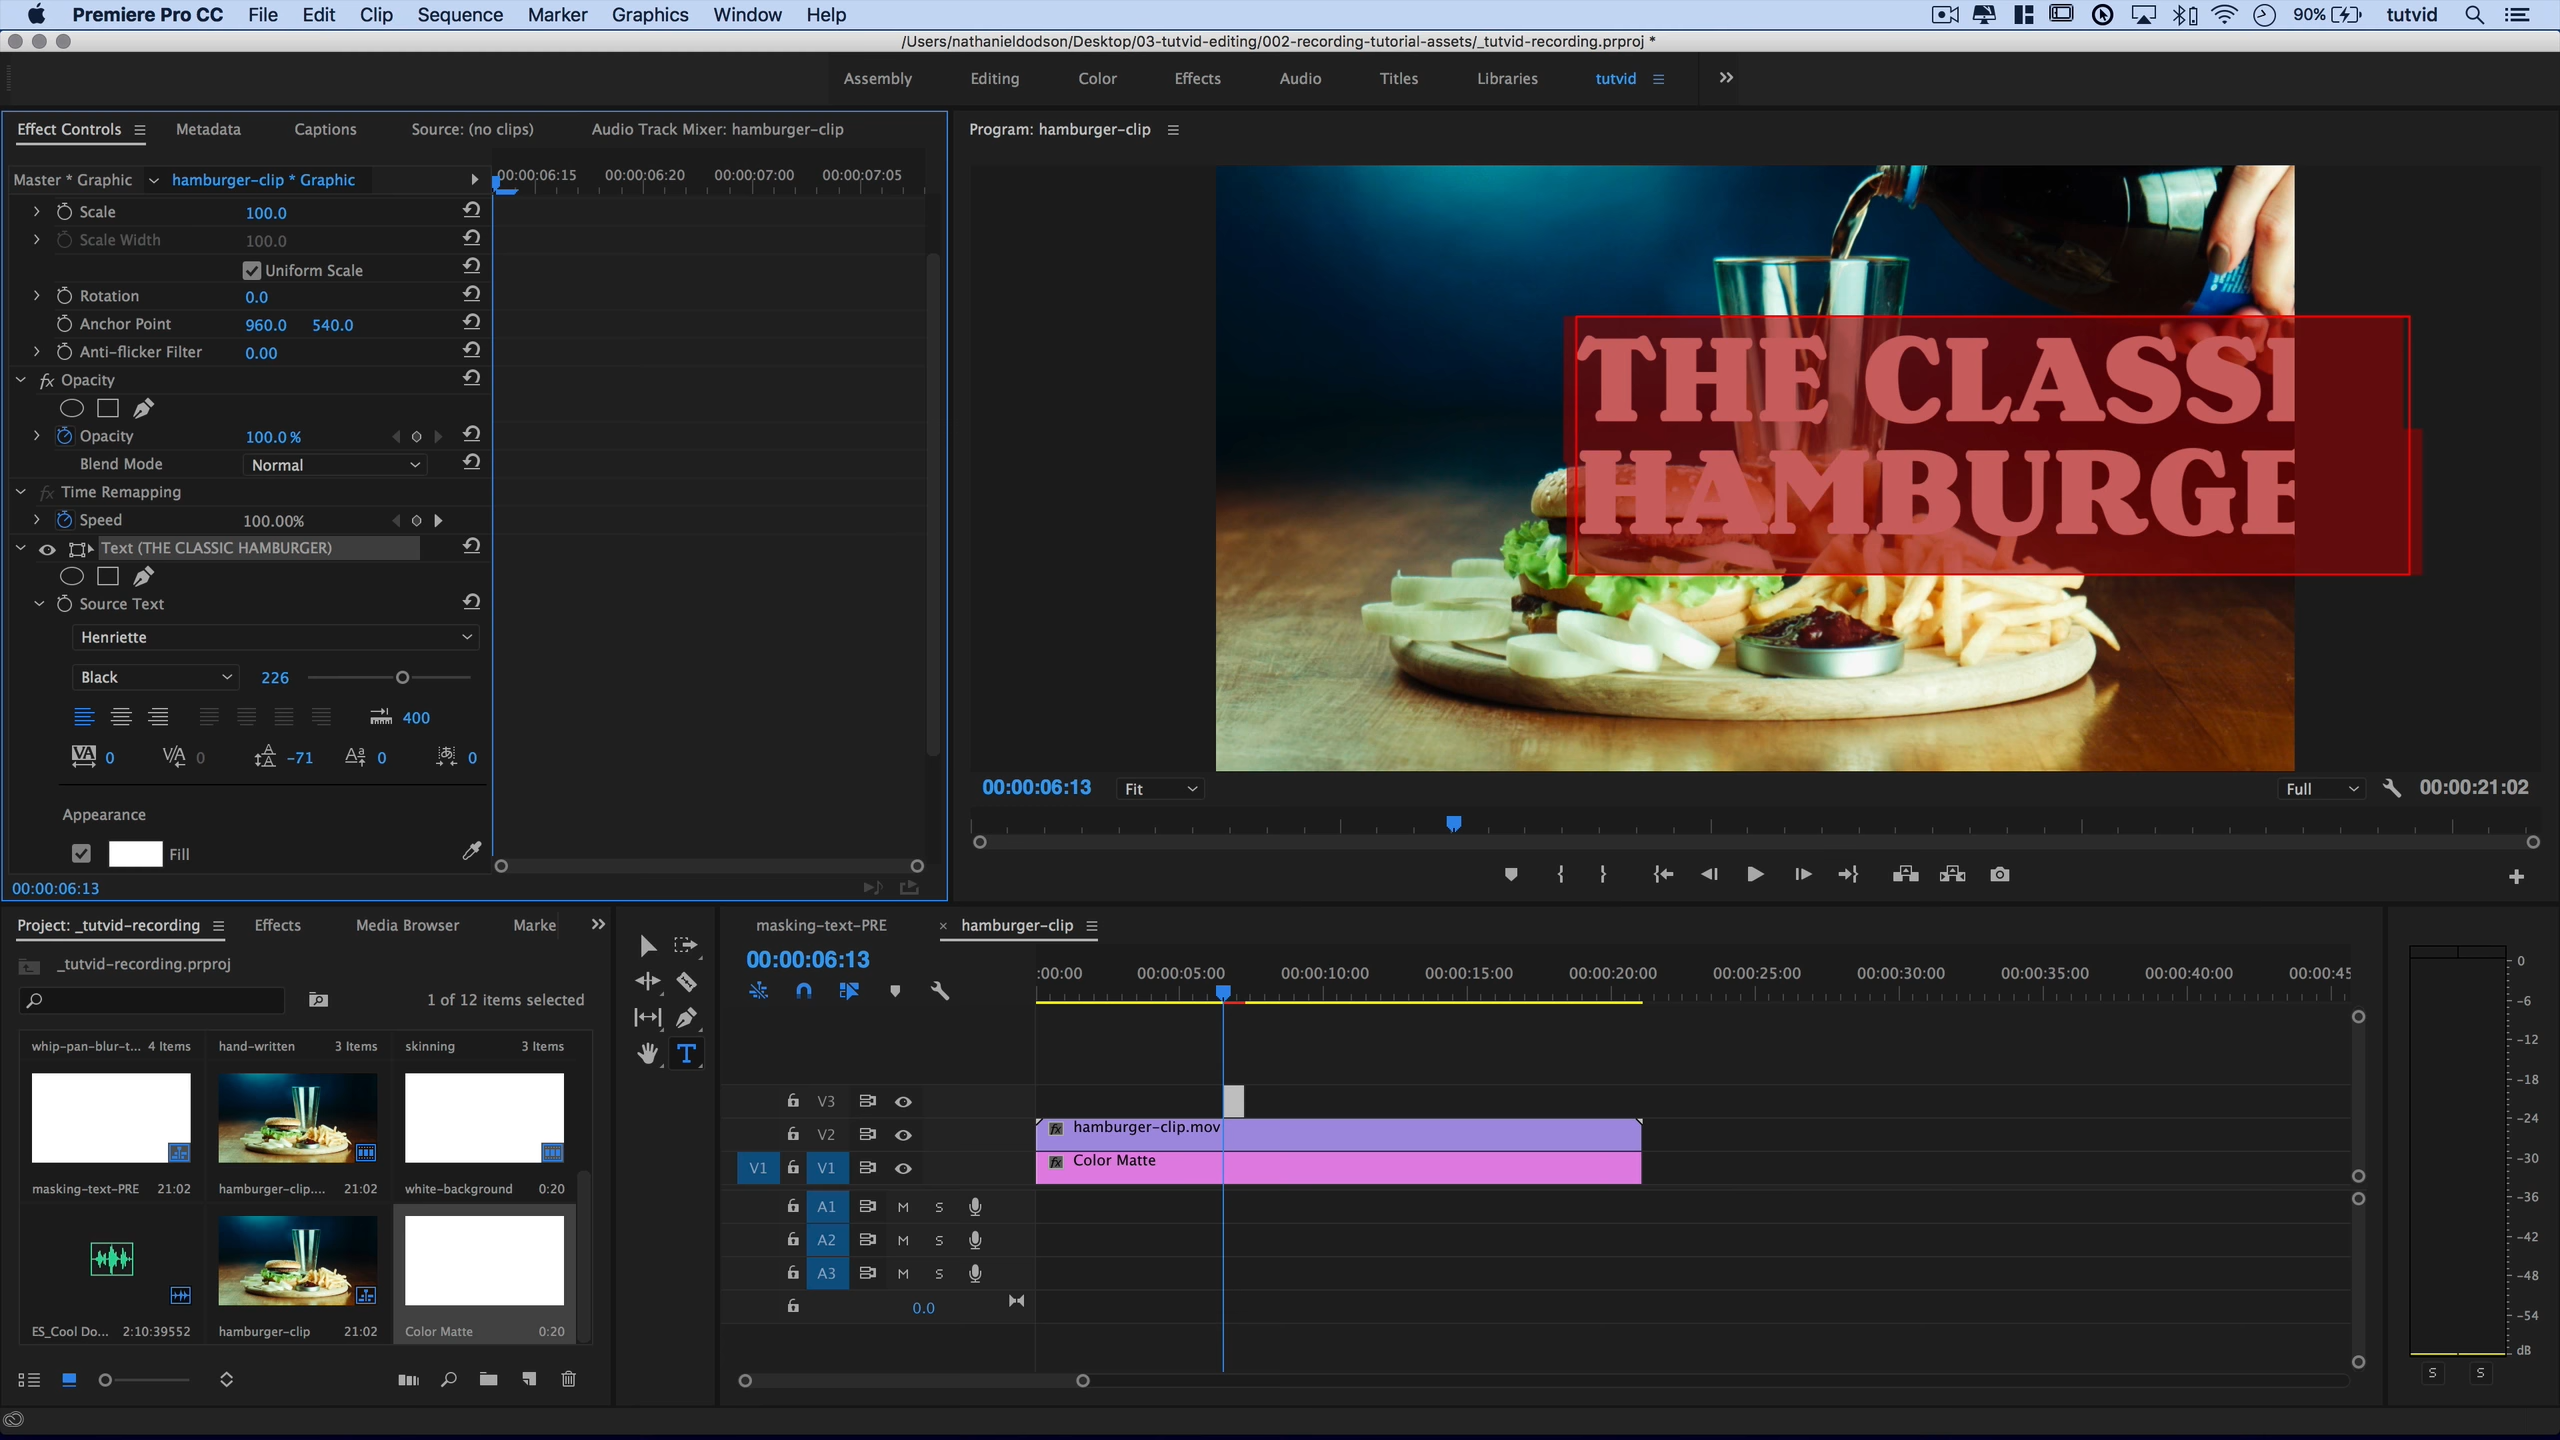 Premiere Pro CC File Edit Clip Sequence Marker Graphics Window Help 90% tutvid
/Users/nathanieldodson/Desktop/03-tutvid-editing/002-recording-tutorial-assets/_tutvid-recording.prproj *
Assembly Editing Color Effects Audio Titles Libraries tutvid
Effect Controls Metadata Captions Source: (no clips) Audio Track Mixer: hamburger-clip
Master * Graphic hamburger-clip * Graphic
00:00:06:15 00:00:06:20 00:00:07:00 00:00:07:05
Scale 100.0
Scale Width 100.0
Uniform Scale
Rotation 0.0
Anchor Point 960.0 540.0
Anti-flicker Filter 0.00
fx Opacity
Opacity 100.0 %
Blend Mode Normal
fx Time Remapping
Speed 100.00%
Text (THE CLASSIC HAMBURGER)
Source Text
Henriette
Black 226
400
0 0 -71 0 0
Appearance
Fill
00:00:06:13
Program: hamburger-clip
THE CLASSI
HAMBURGE
00:00:06:13 Fit Full 00:00:21:02
Project: _tutvid-recording Effects Media Browser Marke
_tutvid-recording.prproj
1 of 12 items selected
whip-pan-blur-t... 4 Items hand-written 3 Items skinning 3 Items
masking-text-PRE 21:02 hamburger-clip.... 21:02 white-background 0:20
ES_Cool Do... 2:10:39552 hamburger-clip 21:02 Color Matte 0:20
masking-text-PRE × hamburger-clip
00:00:06:13
:00:00 00:00:05:00 00:00:10:00 00:00:15:00 00:00:20:00 00:00:25:00 00:00:30:00 00:00:35:00 00:00:40:00 00:00:45
V3
V2 fx hamburger-clip.mov
V1 V1 fx Color Matte
A1 M S
A2 M S
A3 M S
0.0
0
-6
-12
-18
-24
-30
-36
-42
-48
-54
dB
S S